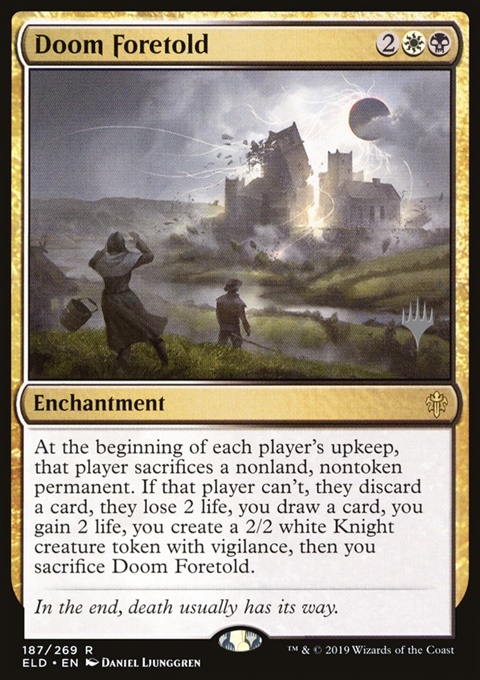 Doom Foretold 2
Enchantment
At the beginning of each player's upkeep,
that player sacrifices a nonland, nontoken
permanent. If that player can't, they discard
a card, they lose 2 life, you draw a card, you
gain 2 life, you create a 2/2 white Knight
creature token with vigilance, then you
sacrifice Doom Foretold.
In the end, death usually has its way.
187/269 R
ELD • EN Daniel Ljunggren
™ & © 2019 Wizards of the Coast